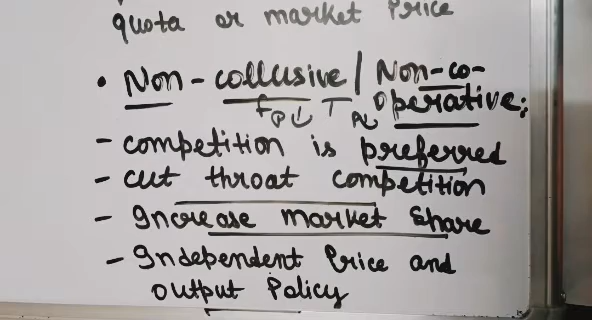 quota or market Price
• Non-collusive / Non-co-
operative:
- competition is preferred
- cut throat competition
- Increase market share
- Independent Price and
output Policy